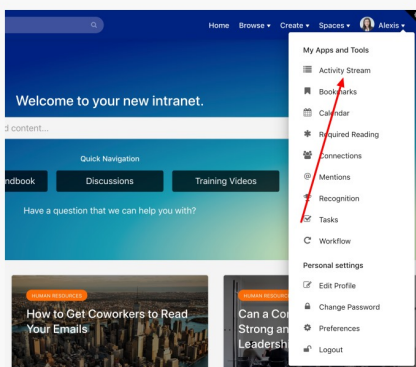 Home Browse Create Spaces Alexis
My Apps and Tools
Activity Stream
Bookmarks
Calendar
Required Reading
Connections
@ Mentions
Recognition
Tasks
Workflow
Personal settings
Edit Profile
Change Password
Preferences
Logout
Welcome to your new intranet.
d content...
Quick Navigation
ndbook
Discussions
Training Videos
Have a question that we can help you with?
HUMAN RESOURCES
How to Get Coworkers to Read
Your Emails
HUMAN RESOURC
Can a Co
Strong an
Leadersh